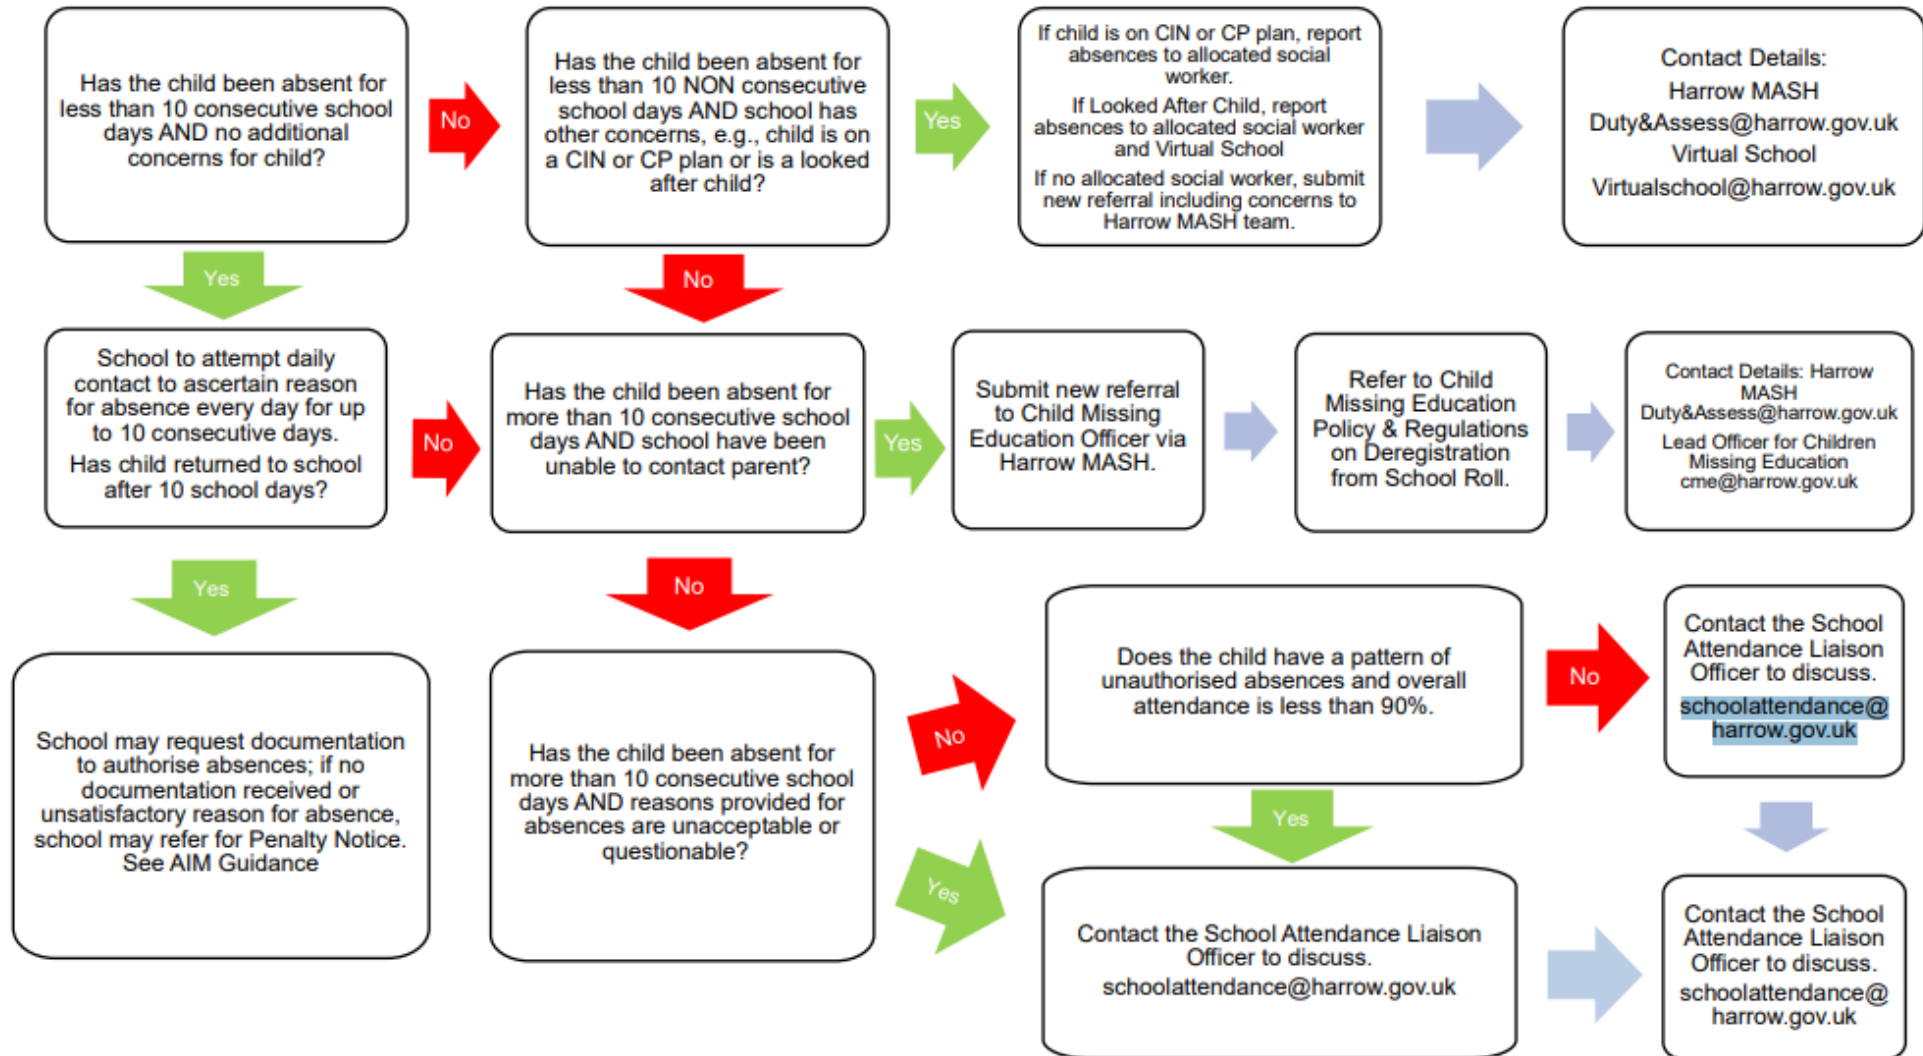 Has the child been absent for
less than 10 consecutive school
days AND no additional
concerns for child?
No
Has the child been absent for
less than 10 NON consecutive
school days AND school has
other concerns, e.g., child is on
a CIN or CP plan or is a looked
after child?
Yes
If child is on CIN or CP plan, report
absences to allocated social
worker.
If Looked After Child, report
absences to allocated social worker
and Virtual School
If no allocated social worker, submit
new referral including concerns to
Harrow MASH team.
Contact Details:
Harrow MASH
Duty&Assess@harrow.gov.uk
Virtual School
Virtualschool@harrow.gov.uk
Yes
No
School to attempt daily
contact to ascertain reason
for absence every day for up
to 10 consecutive days.
Has child returned to school
after 10 school days?
No
Has the child been absent for
more than 10 consecutive school
days AND school have been
unable to contact parent?
Yes
Submit new referral
to Child Missing
Education Officer via
Harrow MASH.
Refer to Child
Missing Education
Policy & Regulations
on Deregistration
from School Roll.
Contact Details: Harrow
MASH
Duty&Assess@harrow.gov.uk
Lead Officer for Children
Missing Education
cme@harrow.gov.uk
Yes
No
School may request documentation
to authorise absences; if no
documentation received or
unsatisfactory reason for absence,
school may refer for Penalty Notice.
See AIM Guidance
Has the child been absent for
more than 10 consecutive school
days AND reasons provided for
absences are unacceptable or
questionable?
No
Yes
Does the child have a pattern of
unauthorised absences and overall
attendance is less than 90%.
No
Contact the School
Attendance Liaison
Officer to discuss.
schoolattendance@
harrow.gov.uk
Yes
Contact the School Attendance Liaison
Officer to discuss.
schoolattendance@harrow.gov.uk
Contact the School
Attendance Liaison
Officer to discuss.
schoolattendance@
harrow.gov.uk